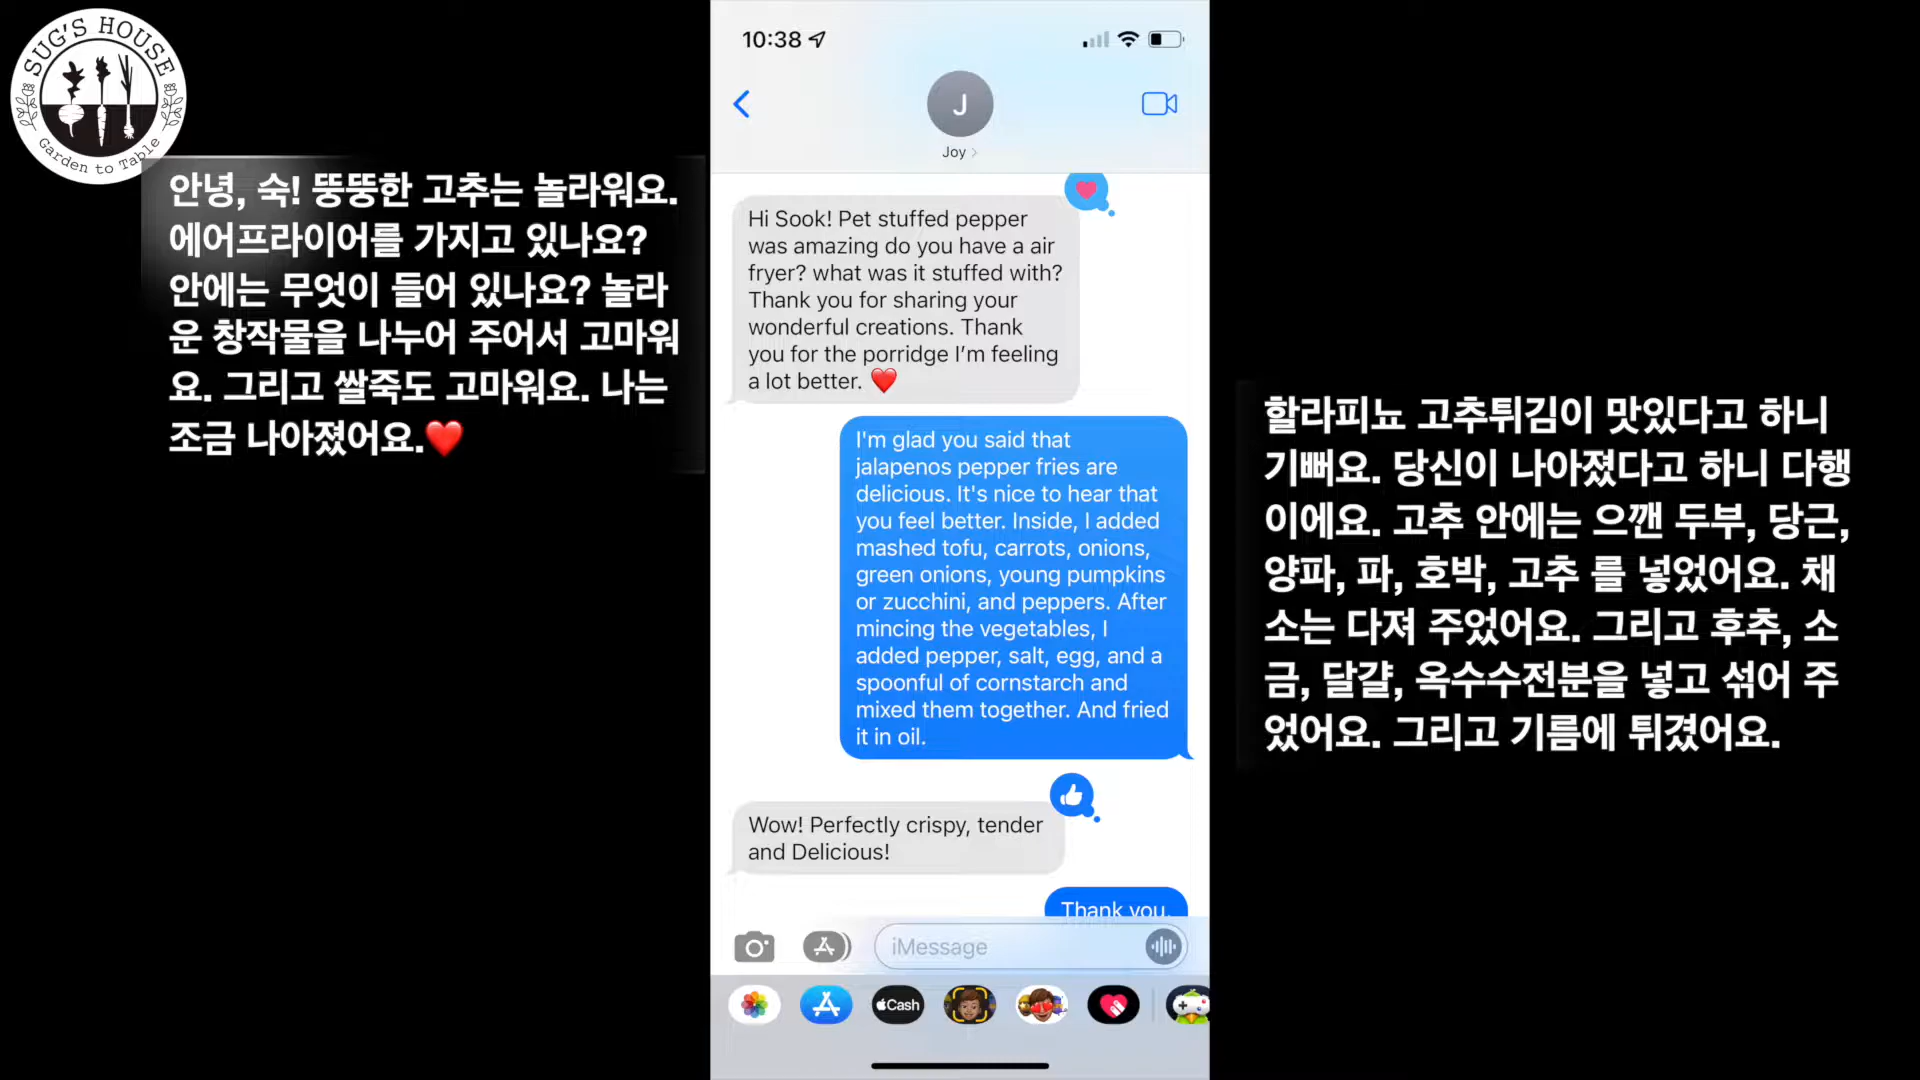 SUG'S HOUSE
Garden to Table
안녕, 숙! 뚱뚱한 고추는 놀라워요.
에어프라이어를 가지고 있나요?
안에는 무엇이 들어 있나요? 놀라
운 창작물을 나누어 주어서 고마워
요. 그리고 쌀죽도 고마워요. 나는
조금 나아졌어요.❤️
10:38
J
Joy
Hi Sook! Pet stuffed pepper
was amazing do you have a air
fryer? what was it stuffed with?
Thank you for sharing your
wonderful creations. Thank
you for the porridge I’m feeling
a lot better. ❤️
I'm glad you said that
jalapenos pepper fries are
delicious. It's nice to hear that
you feel better. Inside, I added
mashed tofu, carrots, onions,
green onions, young pumpkins
or zucchini, and peppers. After
mincing the vegetables, I
added pepper, salt, egg, and a
spoonful of cornstarch and
mixed them together. And fried
it in oil.
Wow! Perfectly crispy, tender
and Delicious!
Thank you.
iMessage
Cash
할라피뇨 고추튀김이 맛있다고 하니
기뻐요. 당신이 나아졌다고 하니 다행
이에요. 고추 안에는 으깬 두부, 당근,
양파, 파, 호박, 고추 를 넣었어요. 채
소는 다져 주었어요. 그리고 후추, 소
금, 달걀, 옥수수전분을 넣고 섞어 주
었어요. 그리고 기름에 튀겼어요.